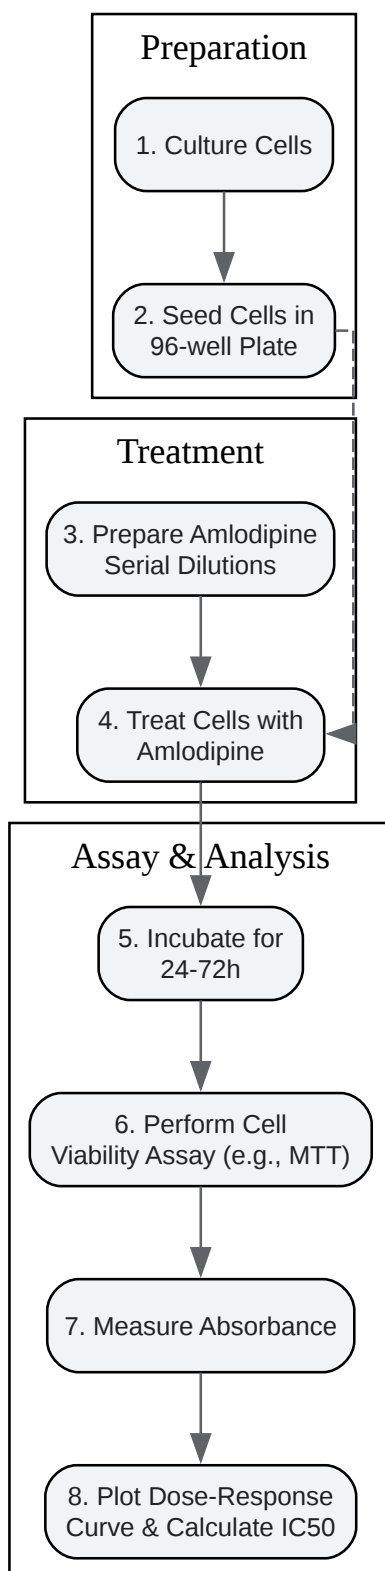 Preparation
1. Culture Cells
2. Seed Cells in
96-well Plate
Treatment
3. Prepare Amlodipine
Serial Dilutions
4. Treat Cells with
Amlodipine
Assay & Analysis
5. Incubate for
24-72h
6. Perform Cell
Viability Assay (e.g., MTT)
7. Measure Absorbance
8. Plot Dose-Response
Curve & Calculate IC50